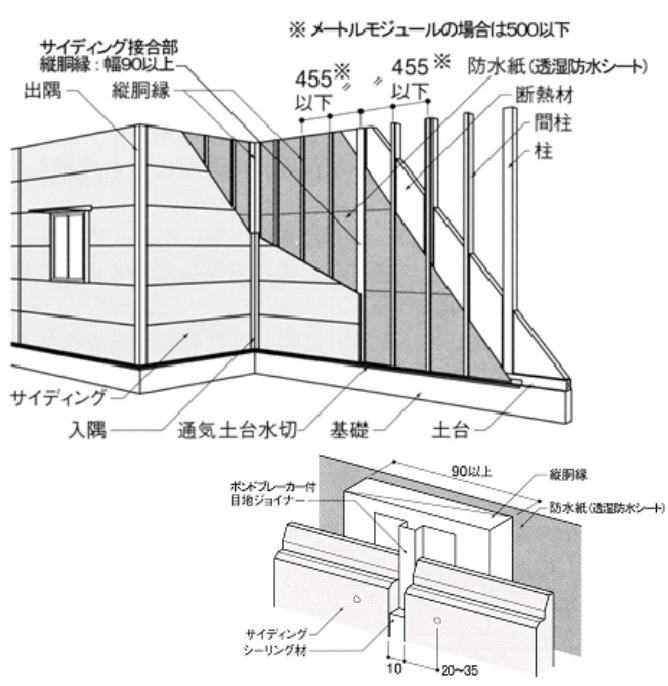 ※ メートルモジュールの場合は500以下
サイディング接合部
縦胴縁：幅90以上
出隅
縦胴縁
455※
以下
〃
〃
455※
以下
防水紙(透湿防水シート)
断熱材
間柱
柱
サイディング
入隅
通気土台水切
基礎
土台
ボンドブレーカー付
目地ジョイナー
90以上
縦胴縁
防水紙(透湿防水シート)
サイディング
シーリング材
10
20~35